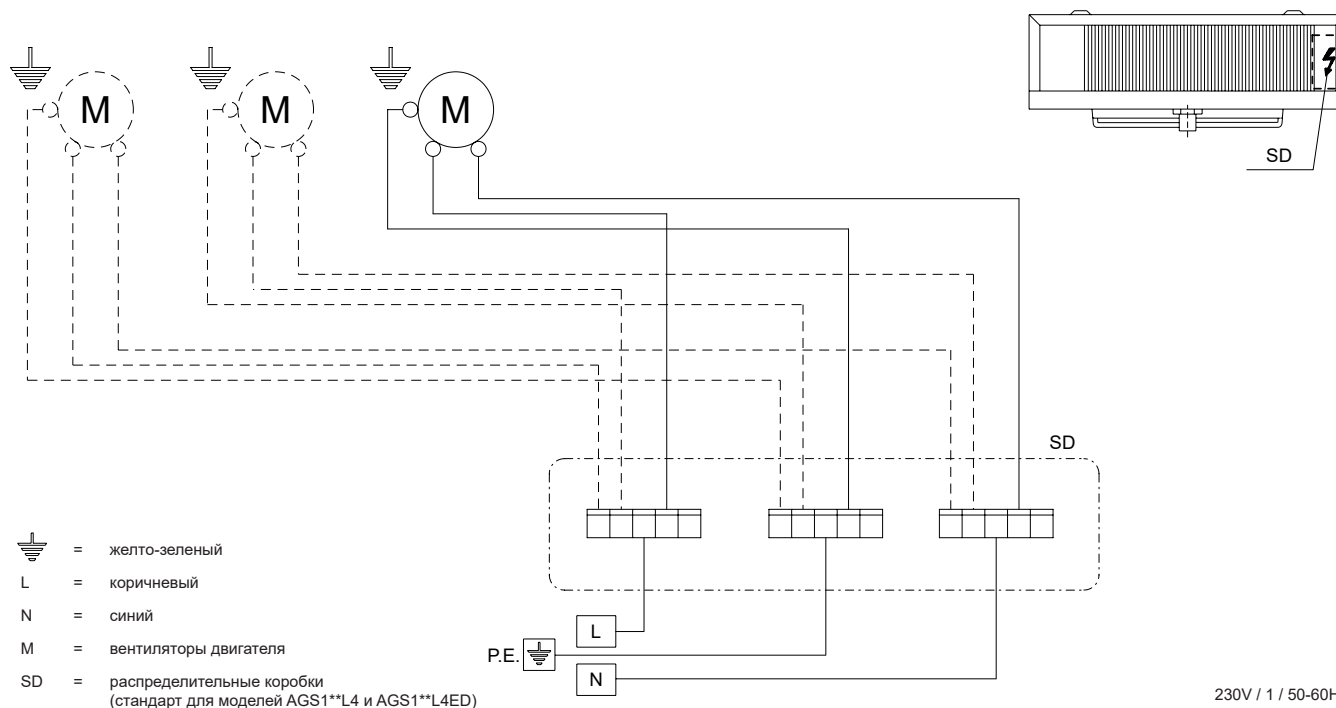 M
M
M
SD
SD
= желто-зеленый
L = коричневый
N = синий
M = вентиляторы двигателя
SD = распределительные коробки
(стандарт для моделей AGS1**L4 и AGS1**L4ED)
L
P.E.
N
230V / 1 / 50-60H